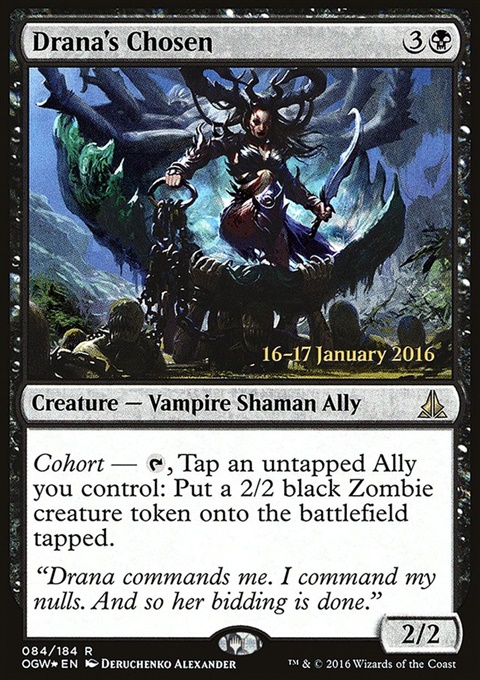 Drana's Chosen 3
16–17 January 2016
Creature — Vampire Shaman Ally
Cohort — , Tap an untapped Ally
you control: Put a 2/2 black Zombie
creature token onto the battlefield
tapped.
“Drana commands me. I command my
nulls. And so her bidding is done.”
2/2
084/184 R
OGW★EN Deruchenko Alexander
™ & © 2016 Wizards of the Coast